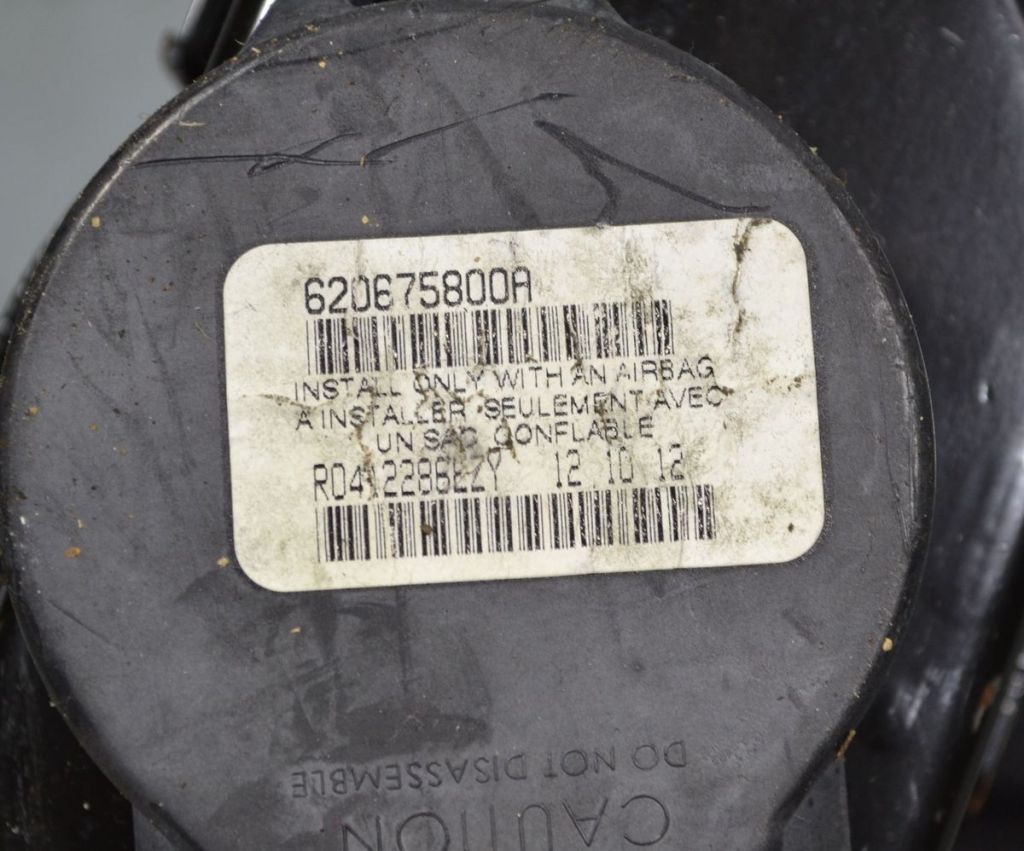 620675800A
INSTALL ONLY WITH AN AIRBAG
A INSTALLER SEULEMENT AVEC
UN SAC GONFLABLE
12 10 12
DO NOT DISASSEMBLE
CAUTION